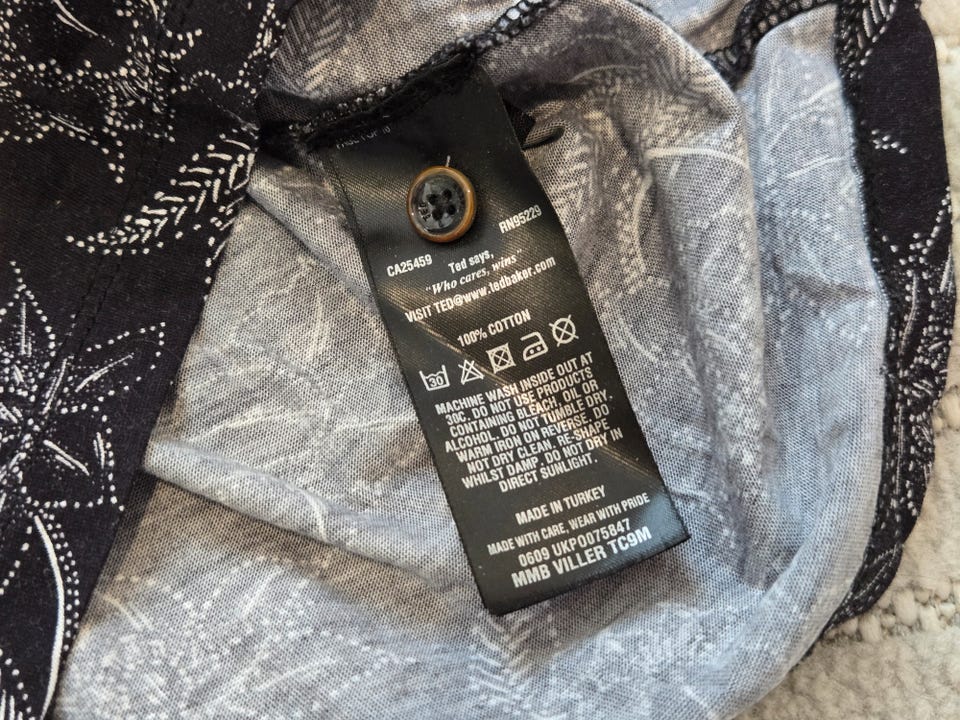 CA25459
Ted says,
RN95229
"Who cares, wins"
VISIT TED@www.tedbaker.com
100% COTTON
30
MACHINE WASH INSIDE OUT AT
30C. DO NOT USE PRODUCTS
CONTAINING BLEACH, OIL OR
ALCOHOL. DO NOT TUMBLE DRY.
WARM IRON ON REVERSE. DO
NOT DRY CLEAN. RE-SHAPE
WHILST DAMP. DO NOT DRY IN
DIRECT SUNLIGHT.
MADE IN TURKEY
MADE WITH CARE, WEAR WITH PRIDE
0609 UKPO075847
MMB VILLER TC9M